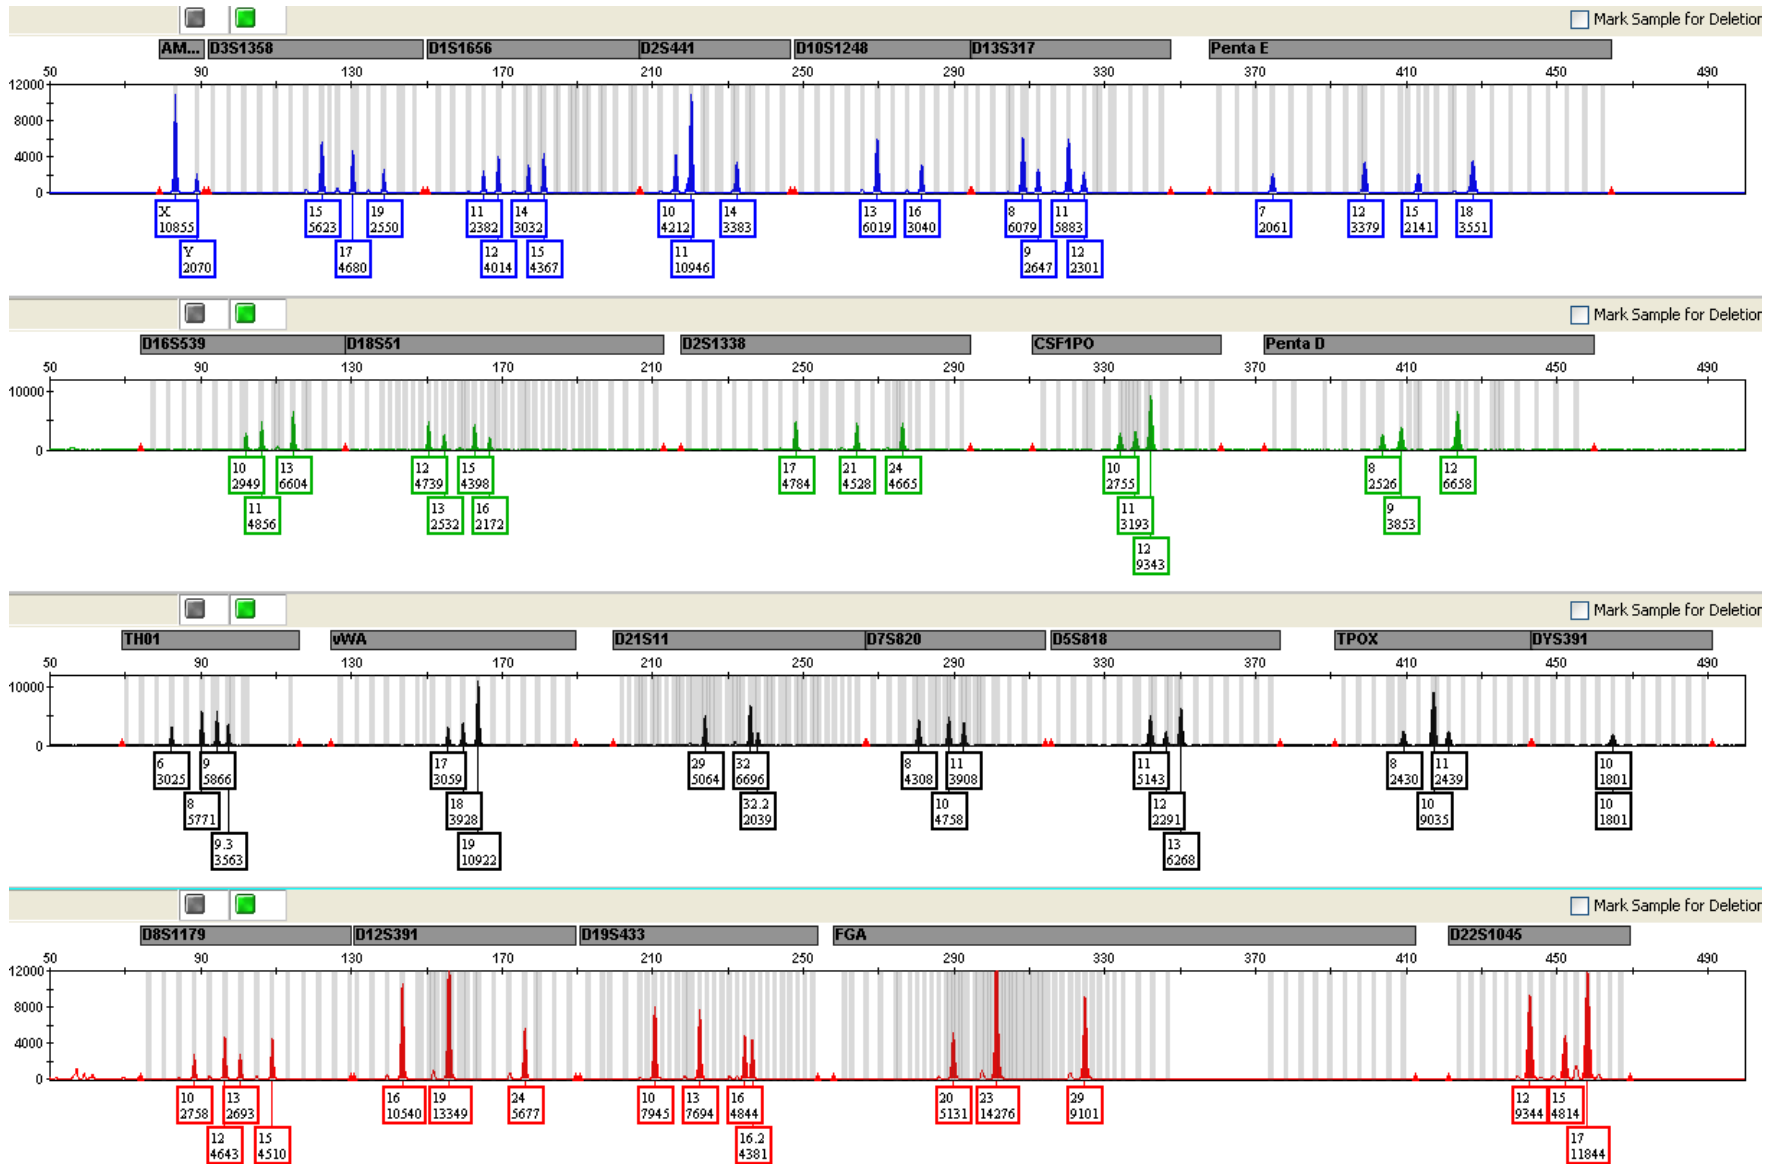 Mark Sample for Deletion
AM... D3S1358 D1S1656 D2S441 D10S1248 D13S317 Penta E
50 90 130 170 210 250 290 330 370 410 450 490
12000
8000
4000
0
X 15 19 11 14 10 14 13 16 8 11 7 12 15 18
10855 5623 2550 2382 3032 4212 3383 6019 3040 6079 5883 2061 3379 2141 3551
Y 17 12 15 11 9 12
2070 4680 4014 4367 10946 2647 2301
Mark Sample for Deletion
D16S539 D18S51 D2S1338 CSF1PO Penta D
50 90 130 170 210 250 290 330 370 410 450 490
10000
0
10 13 12 15 17 21 24 10 8 12
2949 6604 4739 4398 4784 4528 4665 2755 2526 6658
11 13 16 11 9
4856 2532 2172 3193 3853
12
9343
Mark Sample for Deletion
TH01 vWA D21S11 D7S820 D5S818 TPOX DYS391
50 90 130 170 210 250 290 330 370 410 450 490
10000
0
6 9 17 29 32 8 11 11 8 11 10
3025 5866 3059 5064 6696 4308 3908 5143 2430 2439 1801
8 18 32.2 10 12 10 10
5771 3928 2039 4758 2291 9035 1801
9.3 19 13
3563 10922 6268
Mark Sample for Deletion
D8S1179 D12S391 D19S433 FGA D22S1045
50 90 130 170 210 250 290 330 370 410 450 490
12000
8000
4000
0
10 13 16 19 24 10 13 16 20 23 29 12 15
2758 2693 10540 13349 5677 7945 7694 4844 5131 14276 9101 9344 4814
12 15 16.2 17
4643 4510 4381 11844